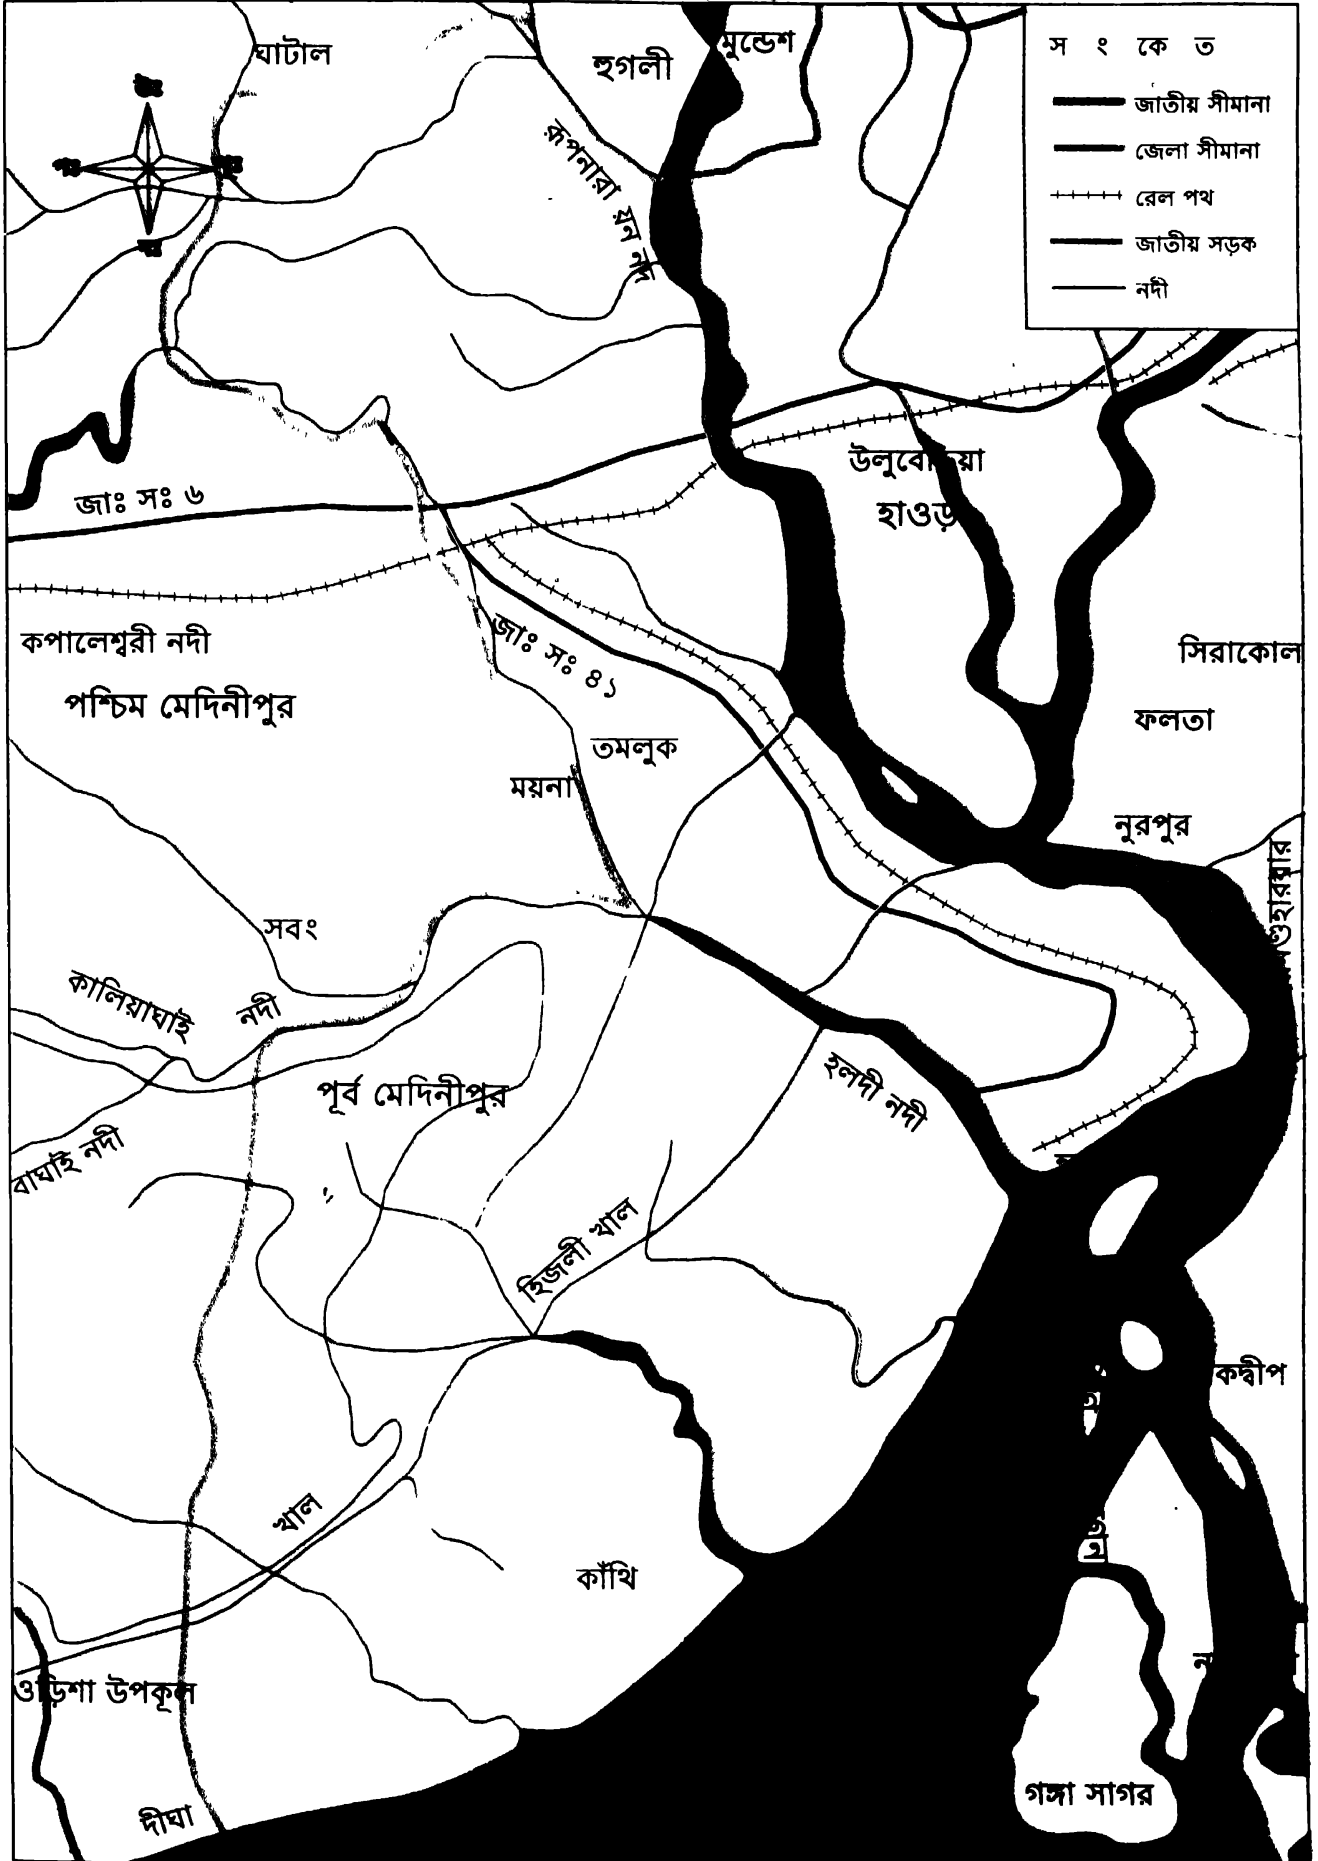 ঘাটাল
হুগলী
মুন্ডেশ
স ং কে ত
জাতীয় সীমানা
জেলা সীমানা
রেল পথ
জাতীয় সড়ক
নদী
রূপনারায়ন নদ
উলুবেড়িয়া
হাওড়
জাঃ সঃ ৬
কপালেশ্বরী নদী
পশ্চিম মেদিনীপুর
জাঃ সঃ ৪১
সিরাকোল
ফলতা
তমলুক
ময়না
নুরপুর
সবং
কালিয়াঘাই নদী
হলদী নদী
পূর্ব মেদিনীপুর
বাঘাই নদী
হিজলী খাল
কদ্বীপ
খাল
কাঁথি
ওড়িশা উপকূল
গঙ্গা সাগর
দীঘা